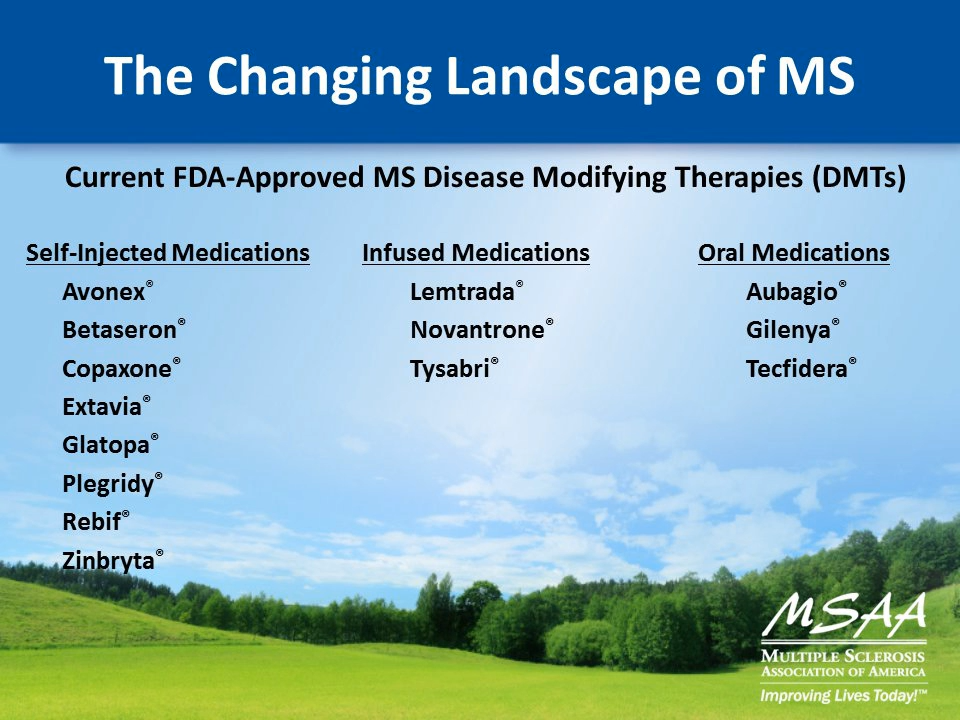 The Changing Landscape of MS
Current FDA-Approved MS Disease Modifying Therapies (DMTs)
Self-Injected Medications
Avonex®
Betaseron®
Copaxone®
Extavia®
Glatopa®
Plegridy®
Rebif®
Zinbryta®
Infused Medications
Lemtrada®
Novantrone®
Tysabri®
Oral Medications
Aubagio®
Gilenya®
Tecfidera®
MSAA
MULTIPLE SCLEROSIS
ASSOCIATION OF AMERICA
Improving Lives Today!™